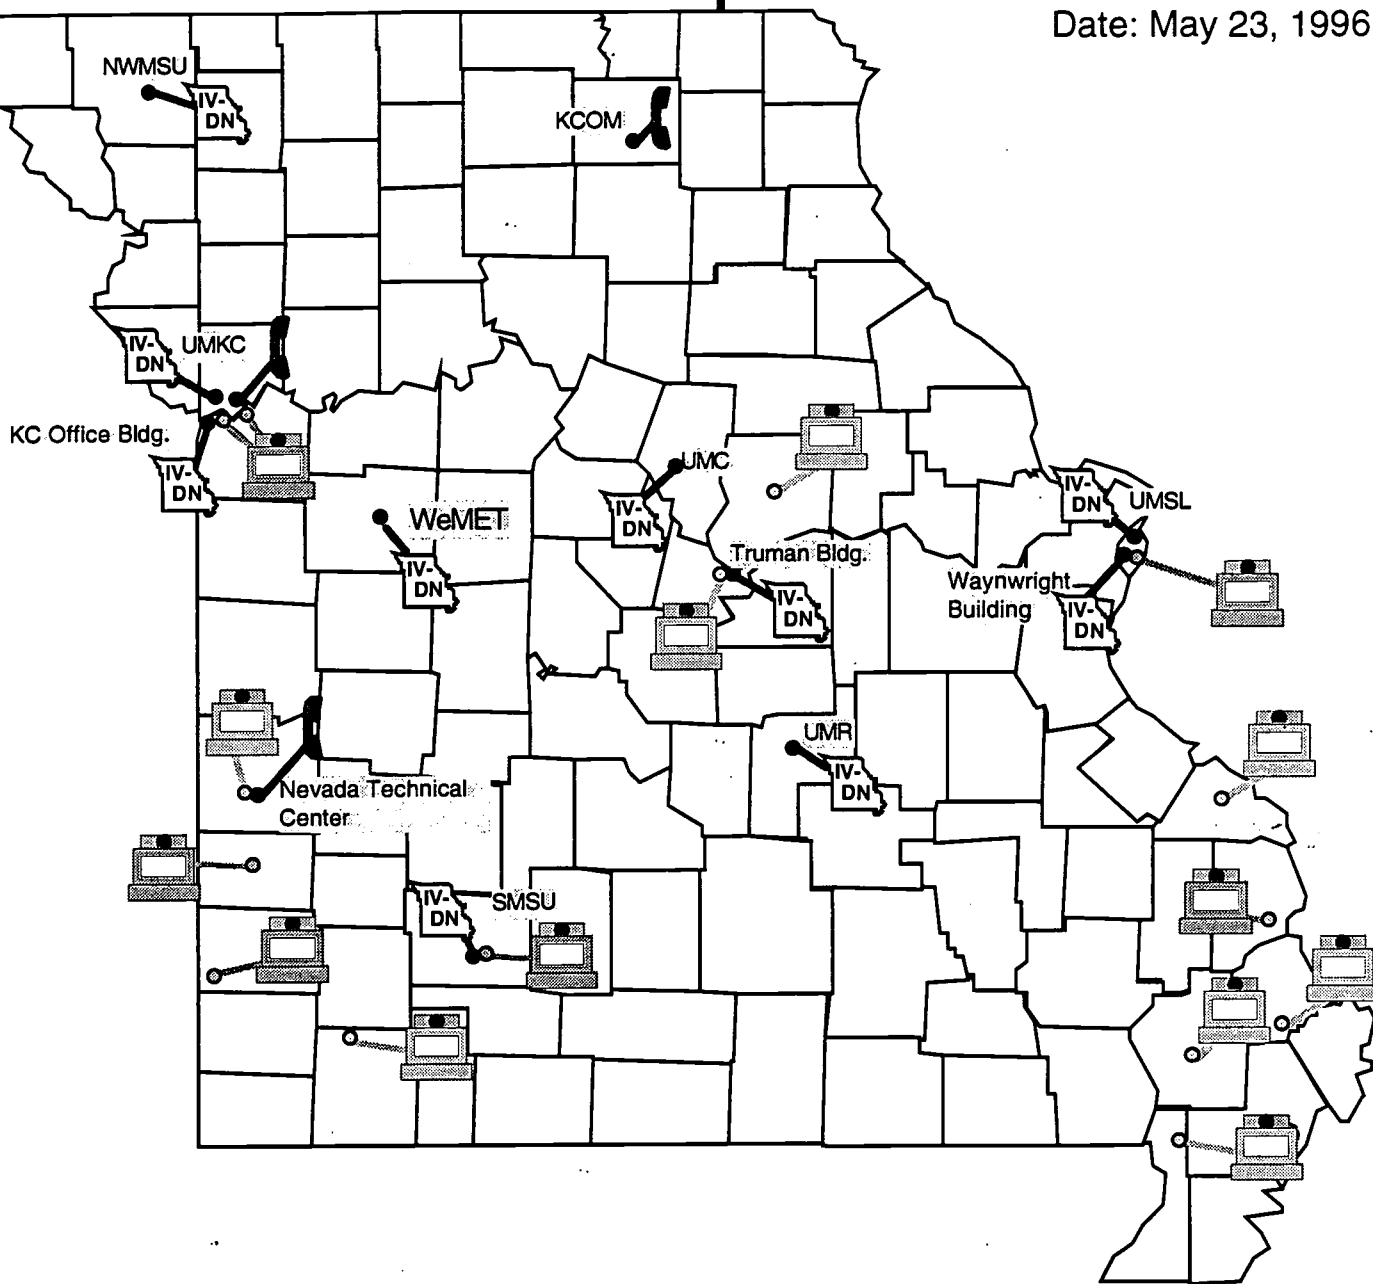 Date: May 23, 1996
NWMSU
IV-
DN
KCOM
IV-
DN
UMKC
KC Office Bldg.
IV-
DN
UMC
IV-
DN
WeMET
IV-
DN
Truman Bldg.
IV-
DN
IV-
DN
UMSL
Waynwright
Building
IV-
DN
UMR
IV-
DN
Nevada Technical
Center
IV-
DN
SMSU